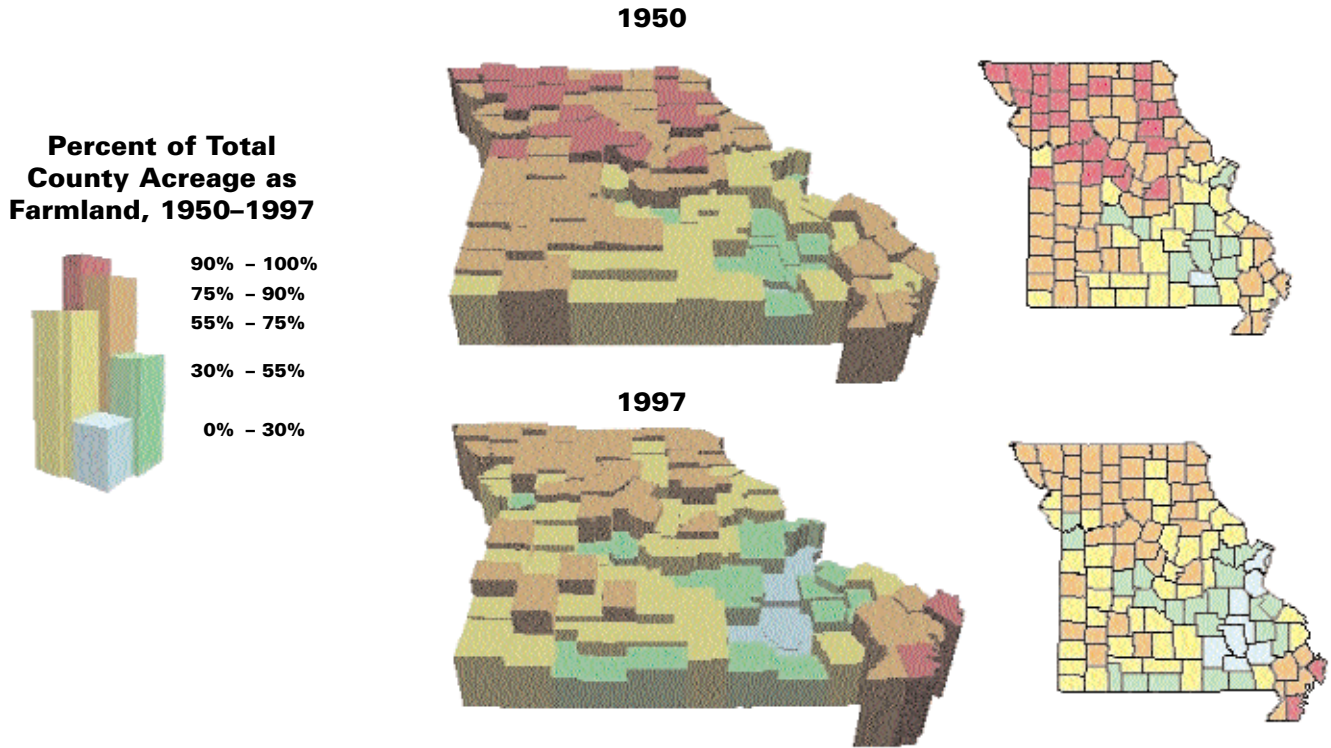 1950
Percent of Total
County Acreage as
Farmland, 1950–1997
90% – 100%
75% – 90%
55% – 75%
30% – 55%
0% – 30%
1997